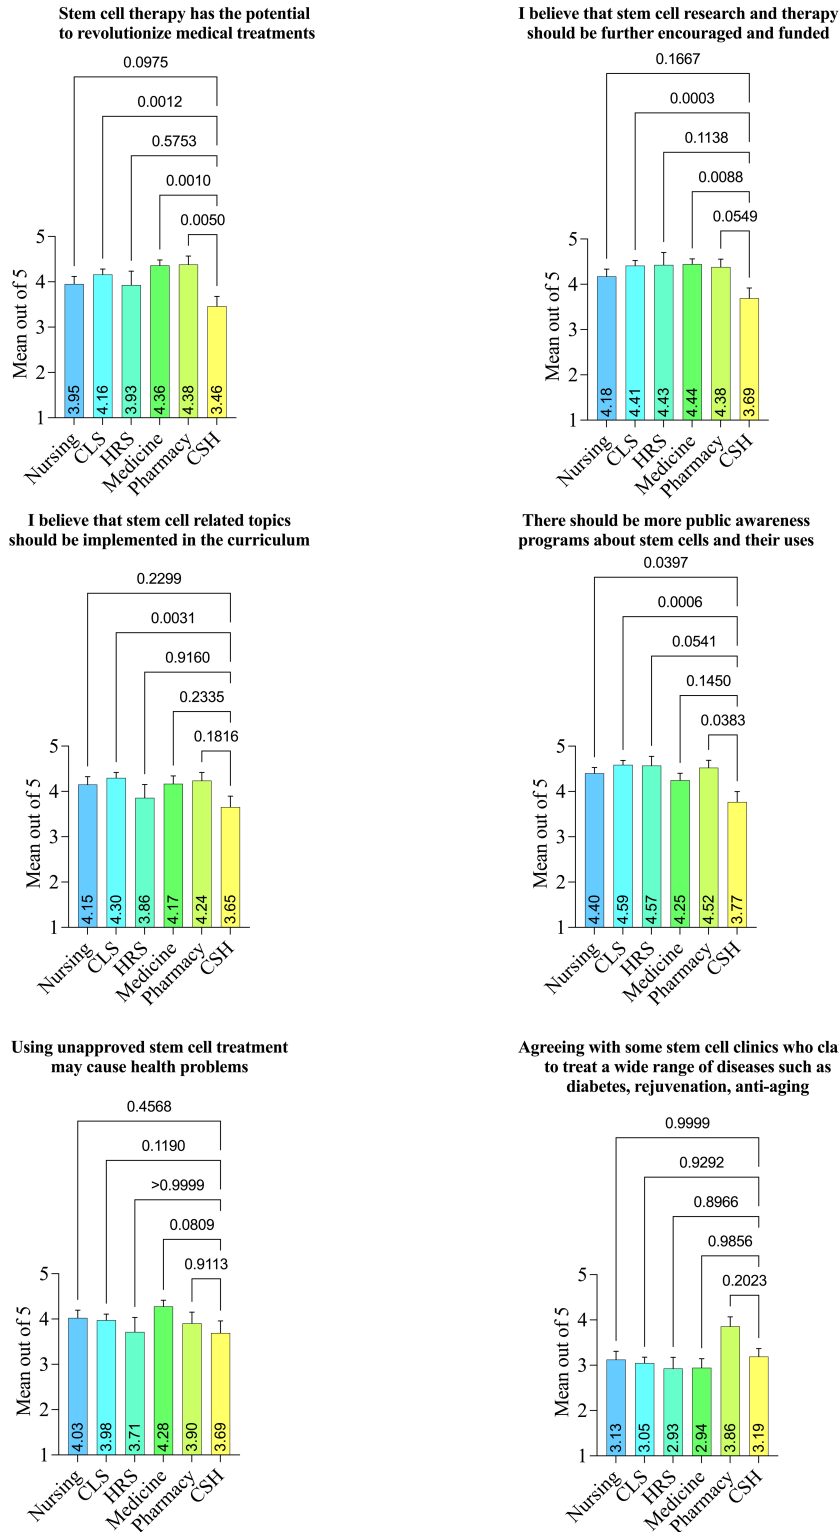 Stem cell therapy has the potential
to revolutionize medical treatments
0.0975
0.0012
0.5753
0.0010
0.0050
5
4
3
2
1
Mean out of 5
3.95
4.16
3.93
4.36
4.38
3.46
Nursing
CLS
HRS
Medicine
Pharmacy
CSH
I believe that stem cell research and therapy
should be further encouraged and funded
0.1667
0.0003
0.1138
0.0088
0.0549
5
4
3
2
1
Mean out of 5
4.18
4.41
4.43
4.44
4.38
3.69
Nursing
CLS
HRS
Medicine
Pharmacy
CSH
I believe that stem cell related topics
should be implemented in the curriculum
0.2299
0.0031
0.9160
0.2335
0.1816
5
4
3
2
1
Mean out of 5
4.15
4.30
3.86
4.17
4.24
3.65
Nursing
CLS
HRS
Medicine
Pharmacy
CSH
There should be more public awareness
programs about stem cells and their uses
0.0397
0.0006
0.0541
0.1450
0.0383
5
4
3
2
1
Mean out of 5
4.40
4.59
4.57
4.25
4.52
3.77
Nursing
CLS
HRS
Medicine
Pharmacy
CSH
Using unapproved stem cell treatment
may cause health problems
0.4568
0.1190
>0.9999
0.0809
0.9113
5
4
3
2
1
Mean out of 5
4.03
3.98
3.71
4.28
3.90
3.69
Nursing
CLS
HRS
Medicine
Pharmacy
CSH
Agreeing with some stem cell clinics who cla
to treat a wide range of diseases such as
diabetes, rejuvenation, anti-aging
0.9999
0.9292
0.8966
0.9856
0.2023
5
4
3
2
1
Mean out of 5
3.13
3.05
2.93
2.94
3.86
3.19
Nursing
CLS
HRS
Medicine
Pharmacy
CSH